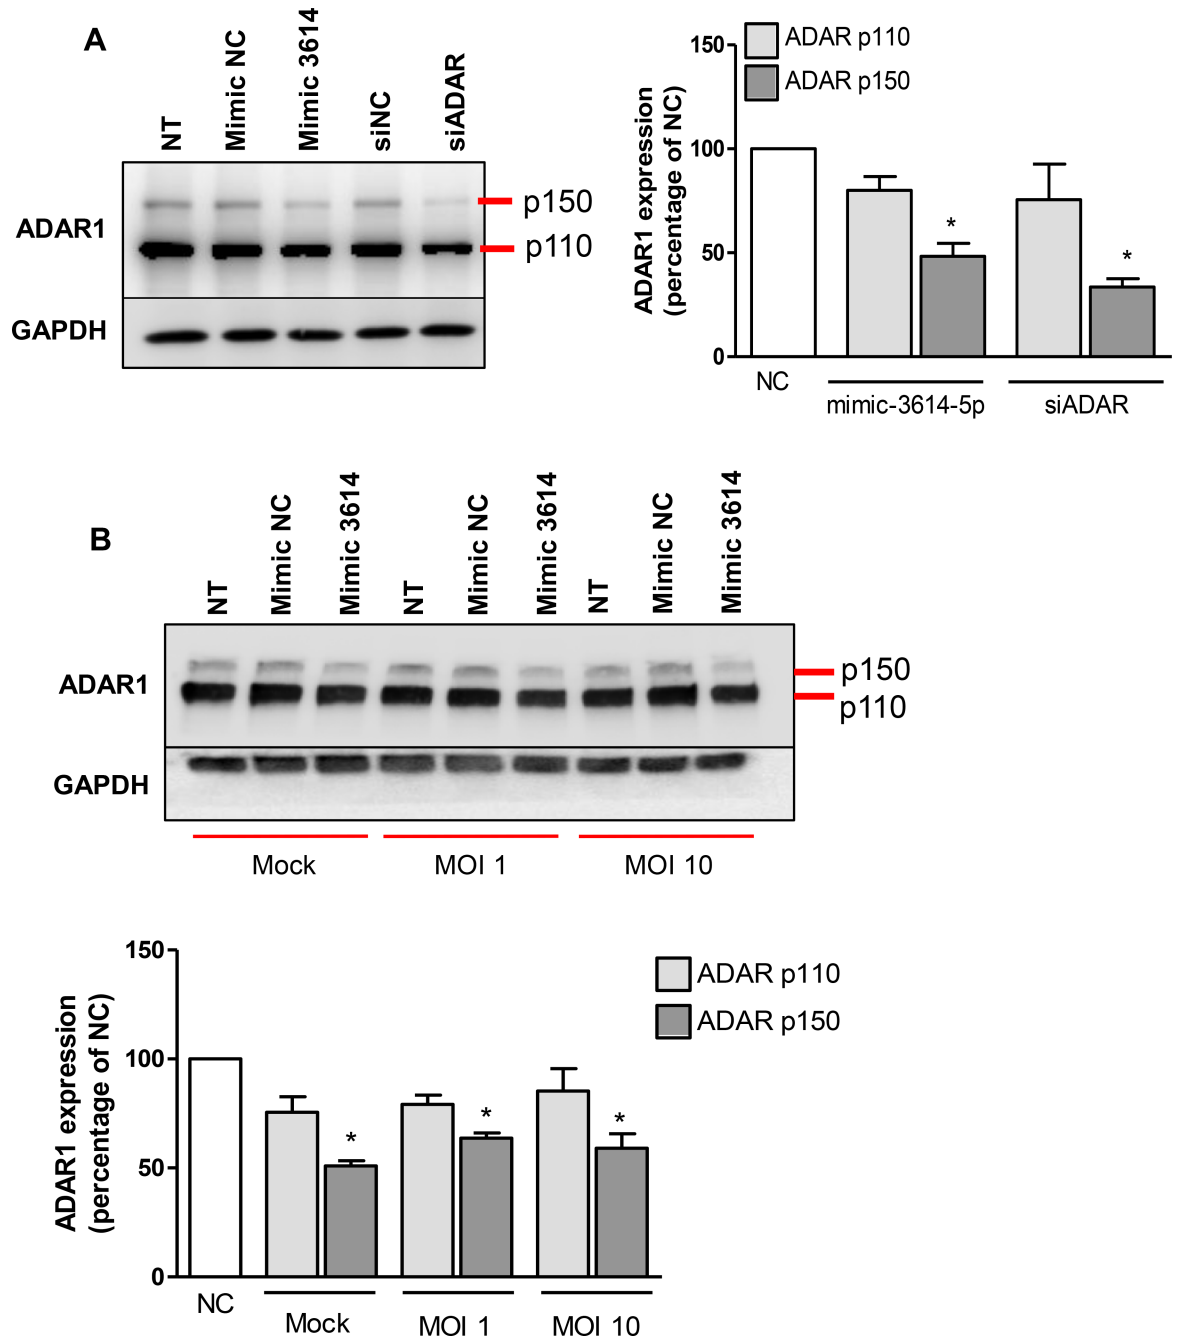 A
NT
Mimic NC
Mimic 3614
siNC
siADAR
ADAR1
p150
p110
GAPDH
ADAR p110
ADAR p150
ADAR1 expression
(percentage of NC)
150
100
50
0
NC
mimic-3614-5p
siADAR
B
NT
Mimic NC
Mimic 3614
NT
Mimic NC
Mimic 3614
NT
Mimic NC
Mimic 3614
ADAR1
p150
p110
GAPDH
Mock
MOI 1
MOI 10
ADAR1 expression
(percentage of NC)
150
100
50
0
*
*
*
*
*
ADAR p110
ADAR p150
NC
Mock
MOI 1
MOI 10